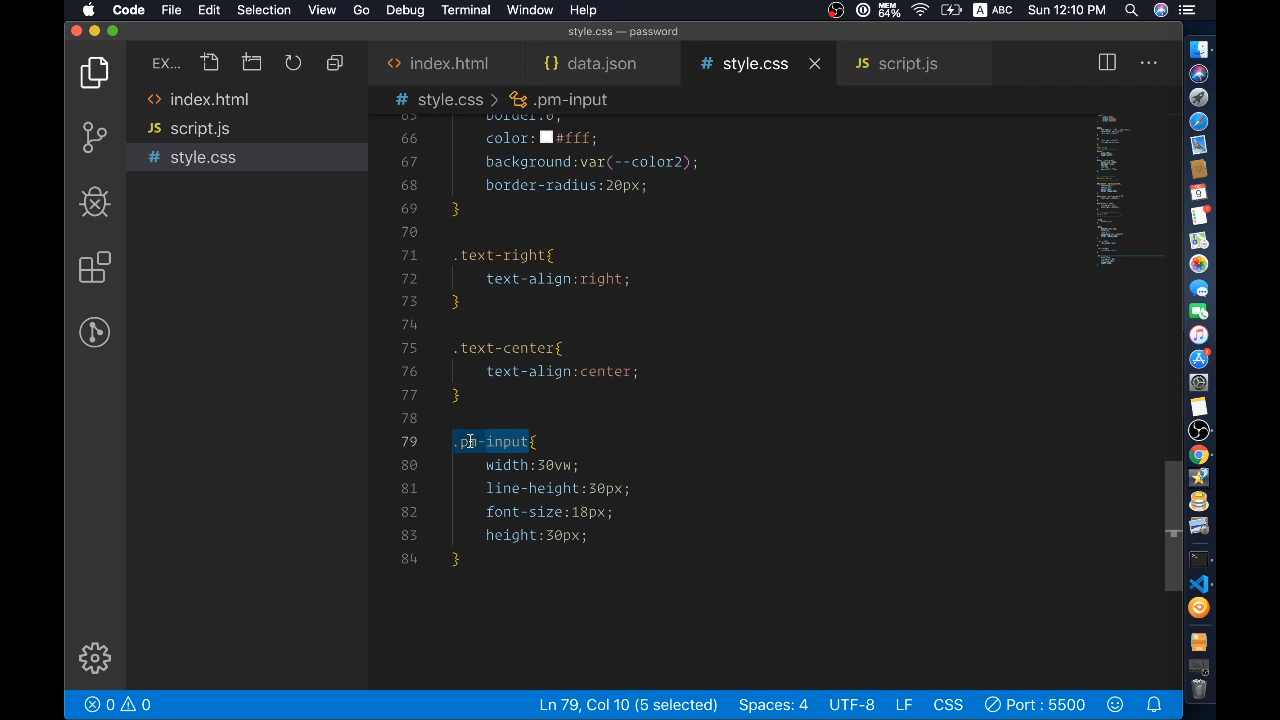 Code File Edit Selection View Go Debug Terminal Window Help MEM 64% A ABC Sun 12:10 PM
style.css — password
EX...
<> index.html {} data.json # style.css JS script.js
<> index.html
JS script.js
# style.css
# style.css > .pm-input
65 border:0;
66 color: #fff;
67 background:var(--color2);
68 border-radius:20px;
69 }
70
71 .text-right{
72 text-align:right;
73 }
74
75 .text-center{
76 text-align:center;
77 }
78
79 .pm-input{
80 width:30vw;
81 line-height:30px;
82 font-size:18px;
83 height:30px;
84 }
0 0 Ln 79, Col 10 (5 selected) Spaces: 4 UTF-8 LF CSS Port : 5500